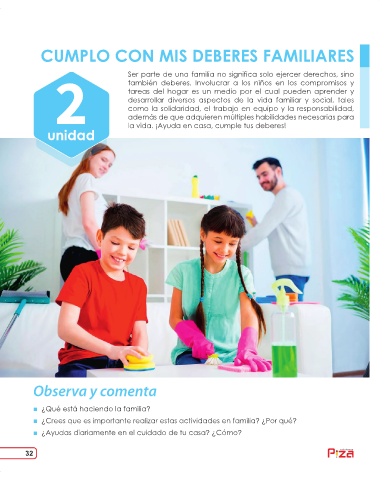 CUMPLO CON MIS DEBERES FAMILIARES
2
unidad
Ser parte de una familia no significa solo ejercer derechos, sino
también deberes. Involucrar a los niños en los compromisos y
tareas del hogar es un medio por el cual pueden aprender y
desarrollar diversos aspectos de la vida familiar y social, tales
como la solidaridad, el trabajo en equipo y la responsabilidad,
además de que adquieren múltiples habilidades necesarias para
la vida. ¡Ayuda en casa, cumple tus deberes!
Observa y comenta
¿Qué está haciendo la familia?
¿Crees que es importante realizar estas actividades en familia? ¿Por qué?
¿Ayudas diariamente en el cuidado de tu casa? ¿Cómo?
32
Piza